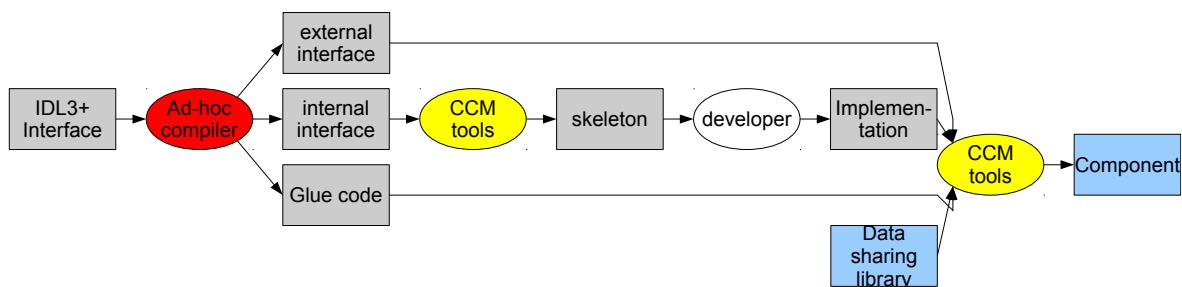 external
interface
IDL3+
Interface
Ad-hoc
compiler
internal
interface
CCM
tools
skeleton
developer
Implemen-
tation
CCM
tools
Component
Glue code
Data
sharing
library